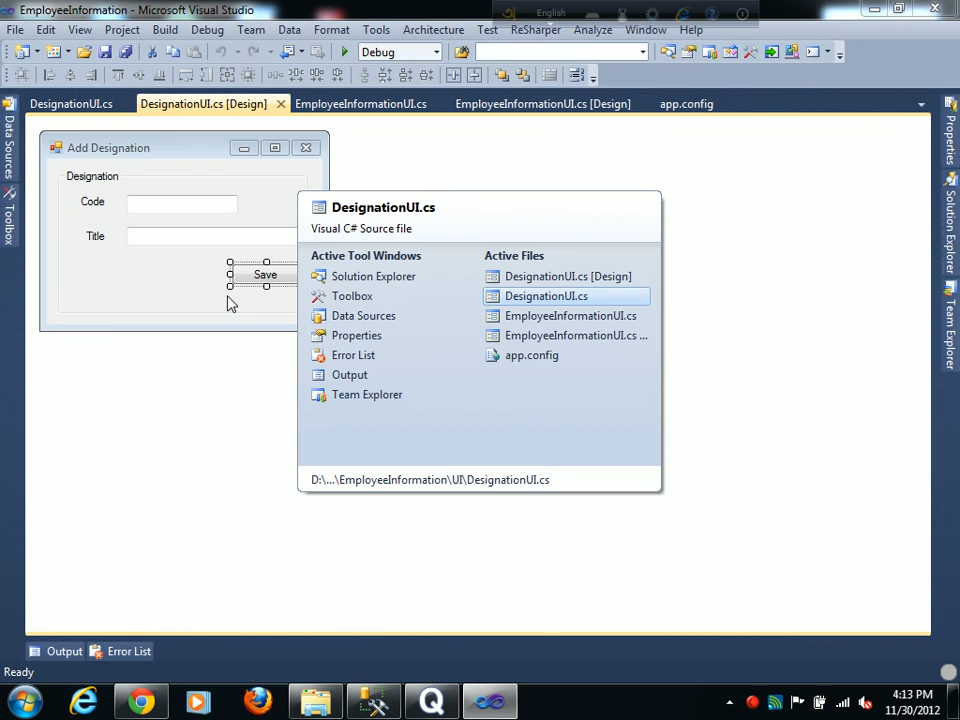 EmployeeInformation - Microsoft Visual Studio
English
File Edit View Project Build Debug Team Data Format Tools Architecture Test ReSharper Analyze Window Help
Debug
DesignationUI.cs DesignationUI.cs [Design] EmployeeInformationUI.cs EmployeeInformationUI.cs [Design] app.config
Data Sources
Toolbox
Properties
Solution Explorer
Team Explorer
Add Designation
Designation
Code
Title
Save
DesignationUI.cs
Visual C# Source file
Active Tool Windows
Solution Explorer
Toolbox
Data Sources
Properties
Error List
Output
Team Explorer
Active Files
DesignationUI.cs [Design]
DesignationUI.cs
EmployeeInformationUI.cs
EmployeeInformationUI.cs ...
app.config
D:\...\EmployeeInformation\UI\DesignationUI.cs
Output Error List
Ready
4:13 PM
11/30/2012